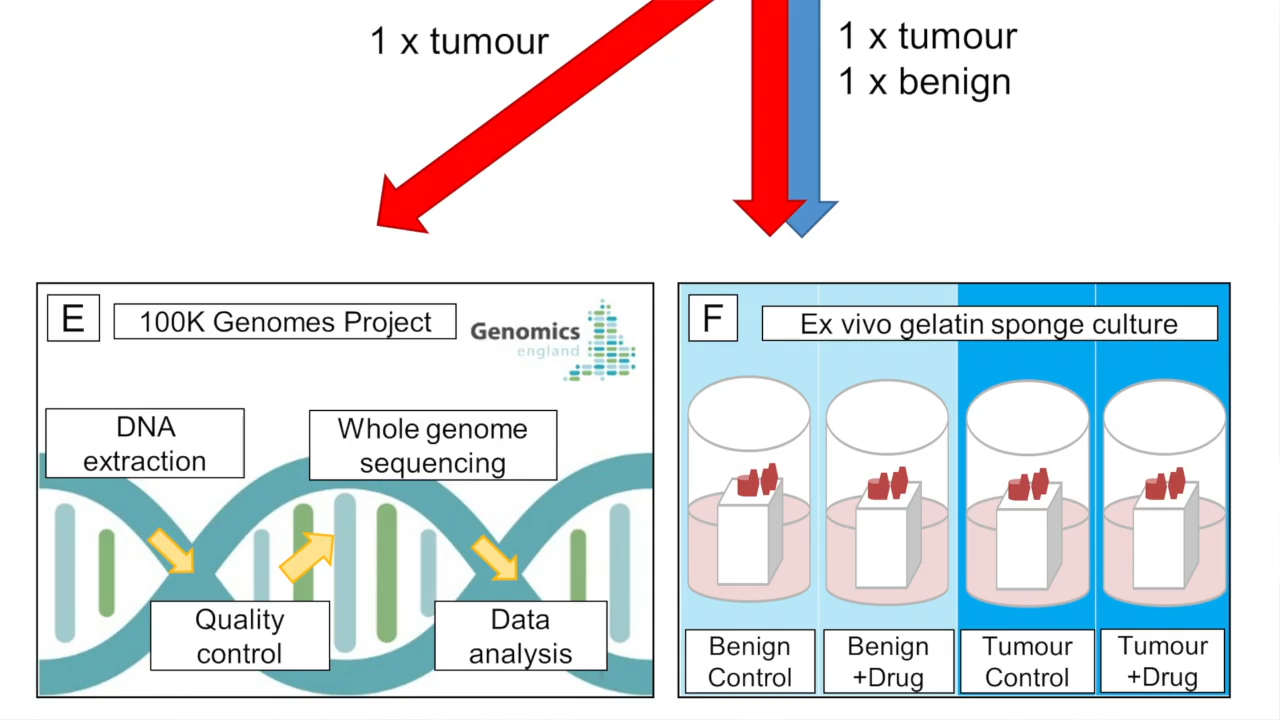 1 x tumour
1 x tumour
1 x benign
E
100K Genomes Project
Genomics
england
DNA
extraction
Whole genome
sequencing
Quality
control
Data
analysis
F
Ex vivo gelatin sponge culture
Benign
Control
Benign
+Drug
Tumour
Control
Tumour
+Drug